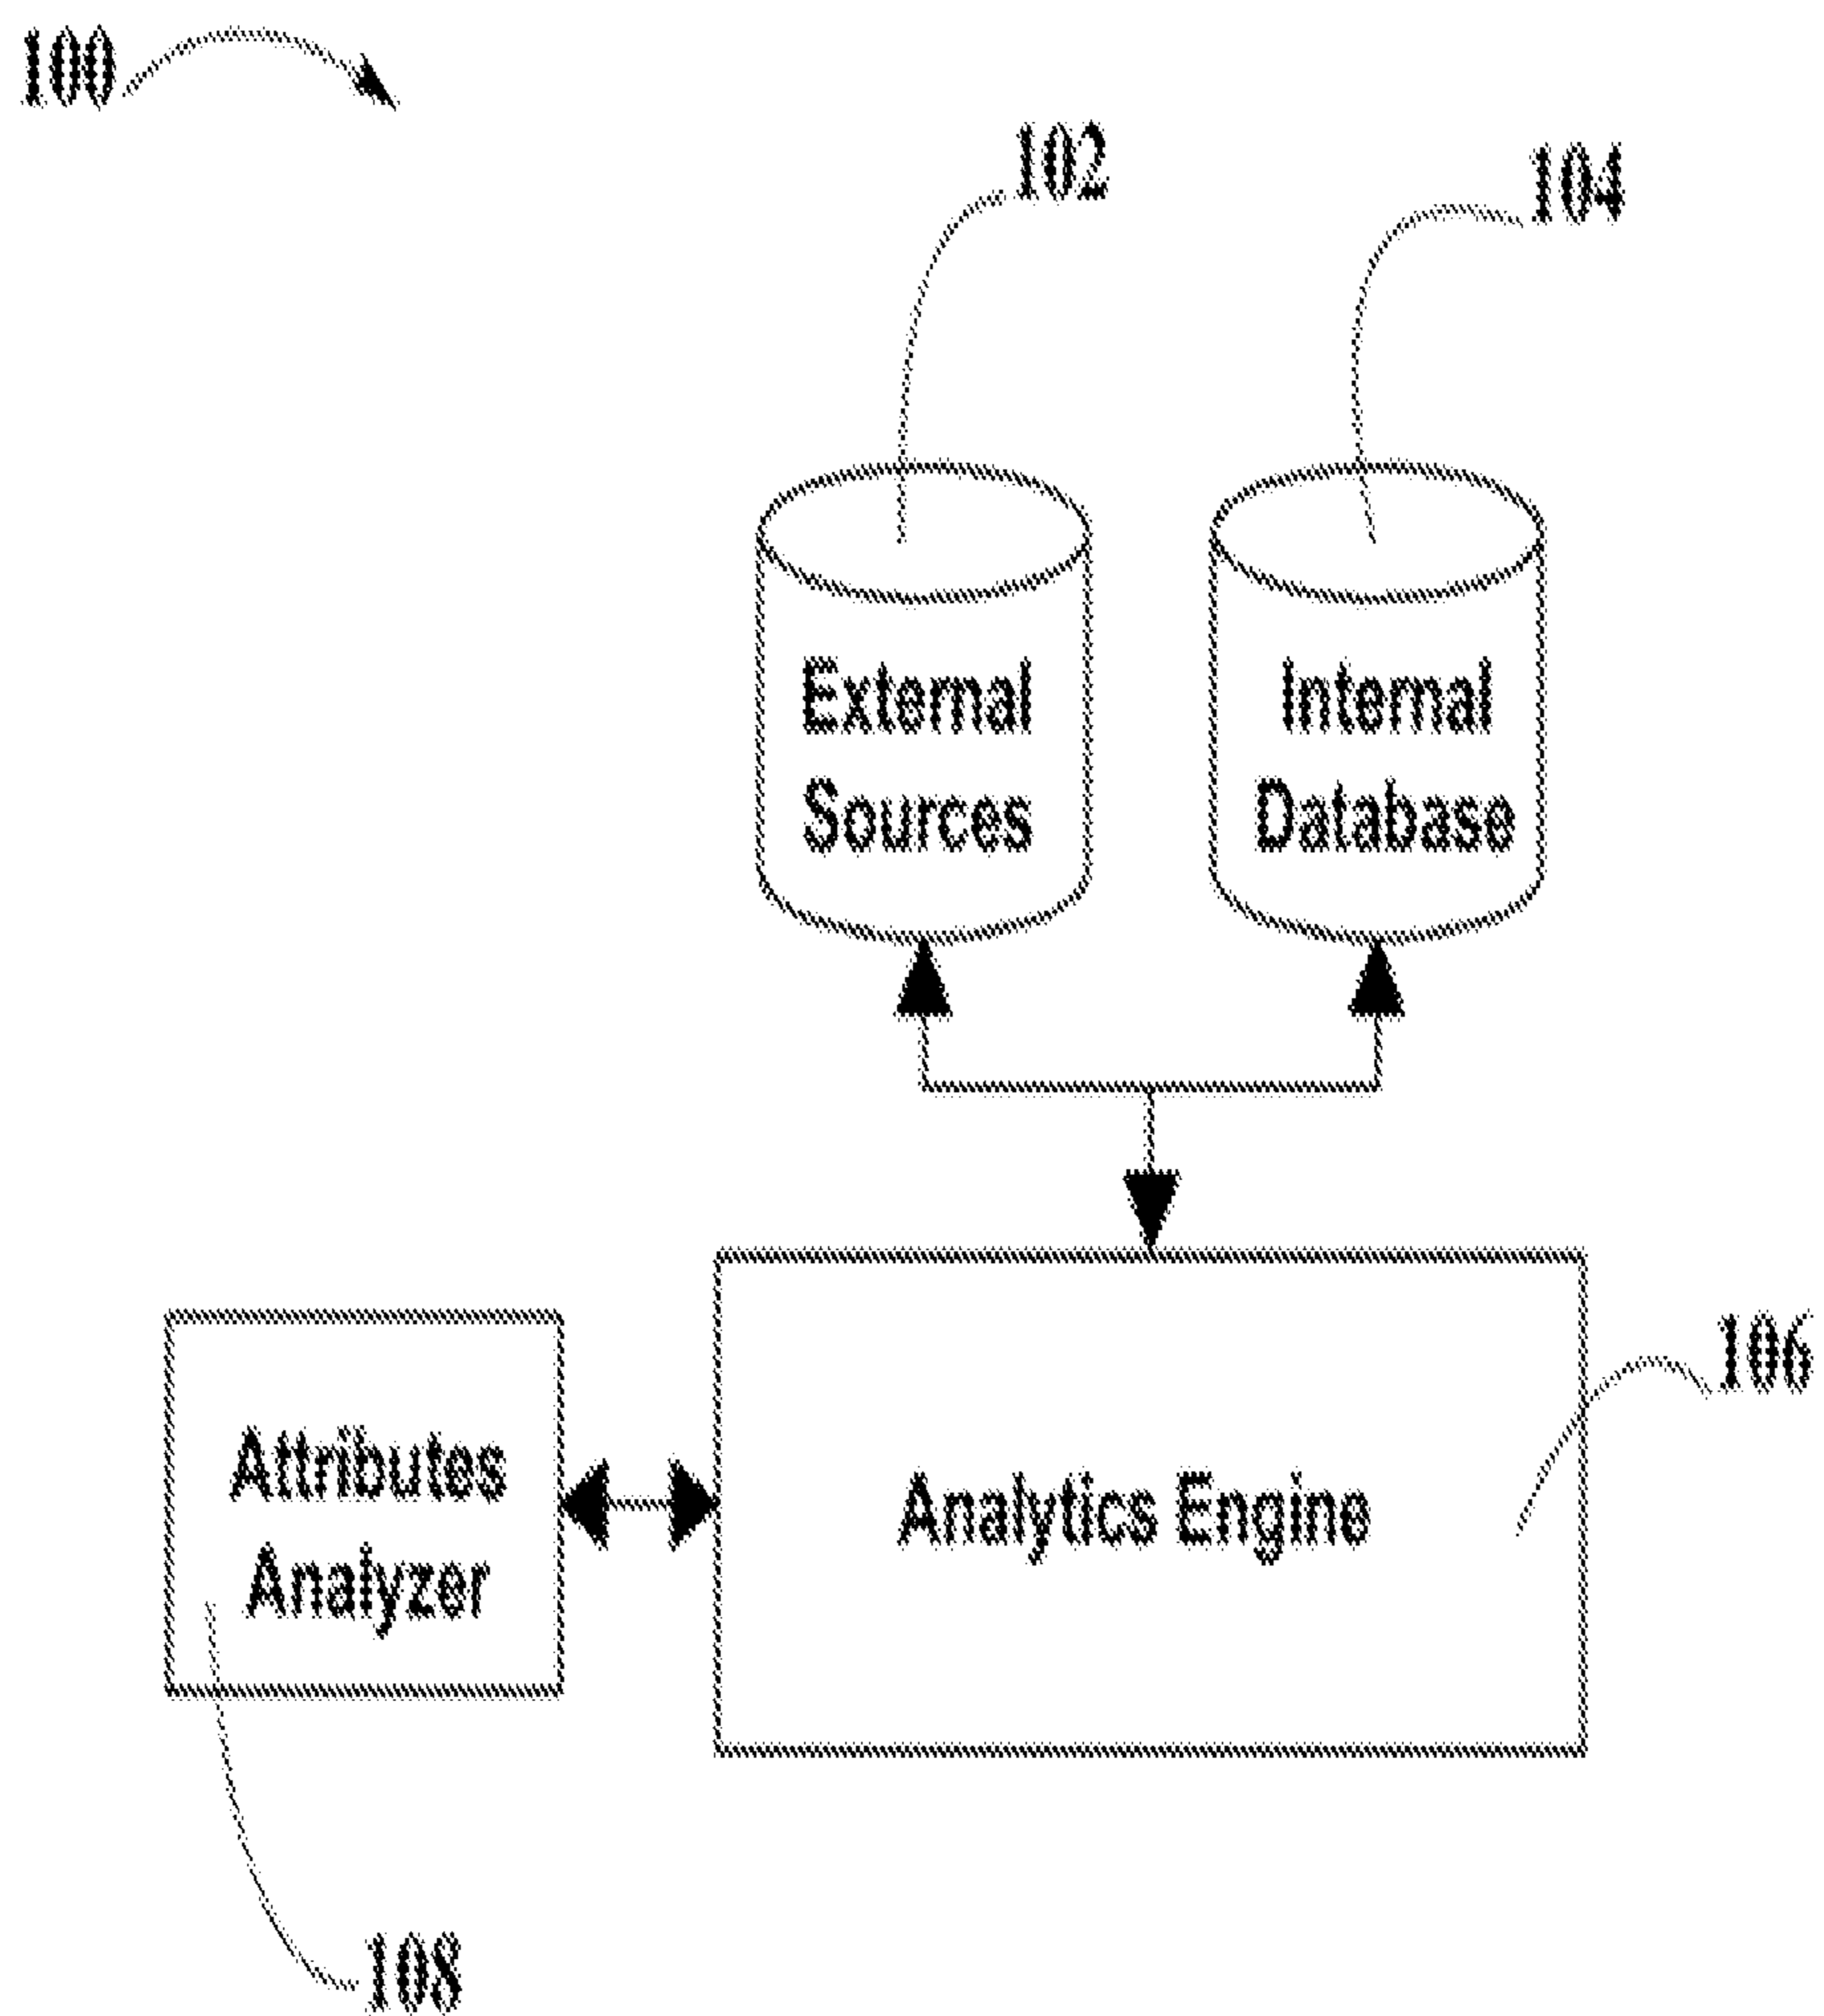 100
102
104
External
Sources
Internal
Database
106
Attributes
Analyzer
Analytics Engine
108